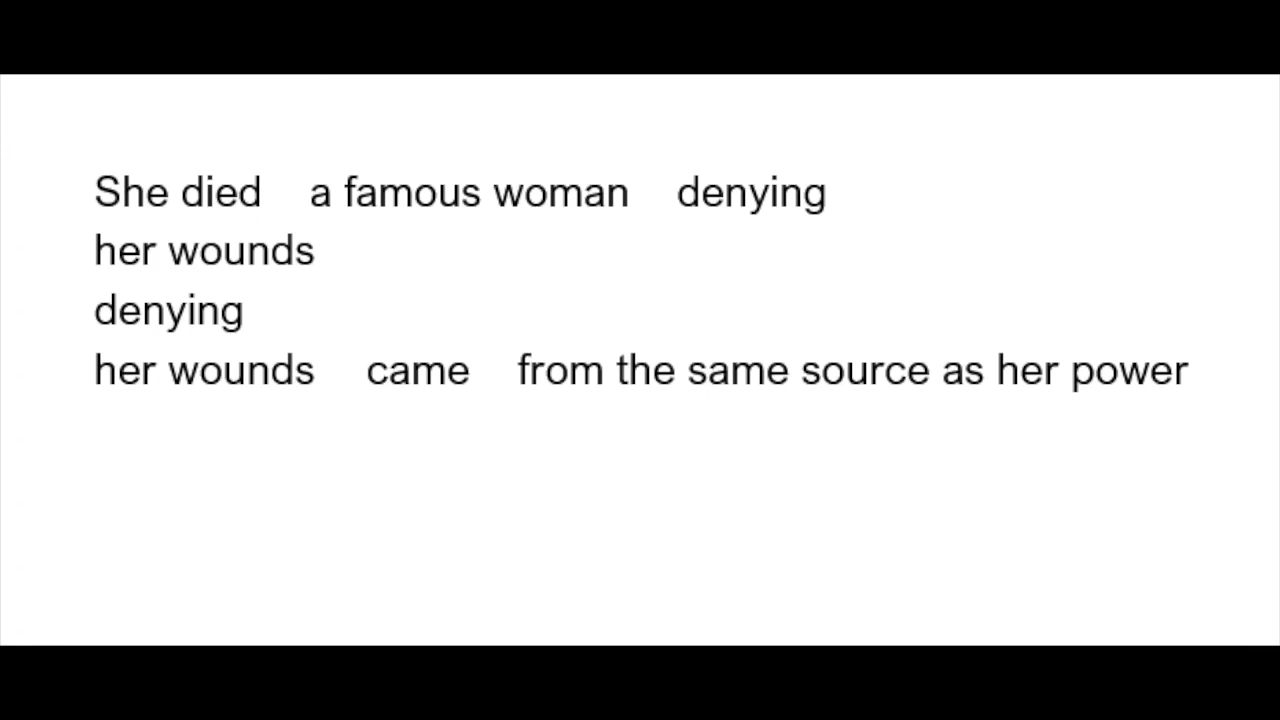 She died    a famous woman    denying
her wounds
denying
her wounds    came    from the same source as her power